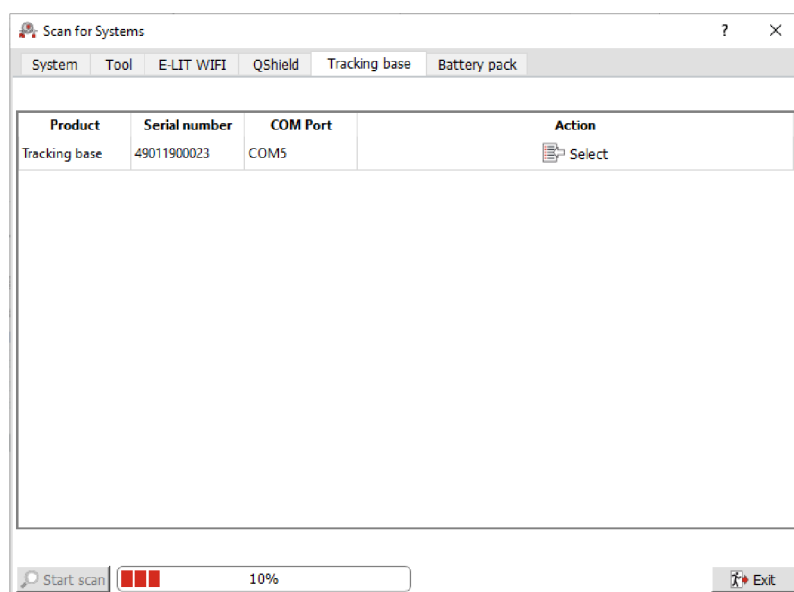 Scan for Systems ?
System Tool E-LIT WIFI QShield Tracking base Battery pack
Product Serial number COM Port Action
Tracking base 49011900023 COM5 Select
Start scan 10% Exit